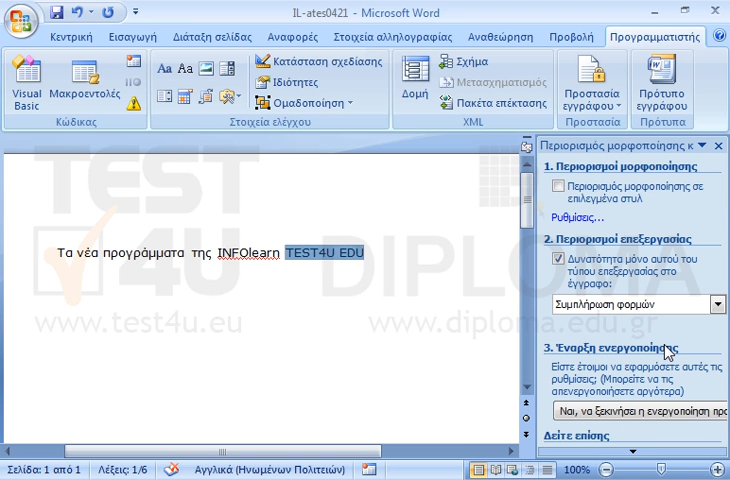 IL-ates0421 - Microsoft Word
Κεντρική Εισαγωγή Διάταξη σελίδας Αναφορές Στοιχεία αλληλογραφίας Αναθεώρηση Προβολή Προγραμματιστής
Visual Basic
Μακροεντολές
Κώδικας
Aa Aa
Κατάσταση σχεδίασης
Ιδιότητες
Ομαδοποίηση
Στοιχεία ελέγχου
Δομή
Σχήμα
Μετασχηματισμός
Πακέτα επέκτασης
XML
Προστασία εγγράφου
Προστασία
Πρότυπο εγγράφου
Πρότυπα
Τα νέα προγράμματα της INFOlearn TEST4U EDU
TEST
4U
www.test4u.eu
DIPLOMA
www.diploma.edu.gr
Περιορισμός μορφοποίησης κ
1. Περιορισμοί μορφοποίησης
Περιορισμός μορφοποίησης σε
επιλεγμένα στυλ
Ρυθμίσεις...
2. Περιορισμοί επεξεργασίας
Δυνατότητα μόνο αυτού του
τύπου επεξεργασίας στο
έγγραφο:
Συμπλήρωση φορμών
3. Έναρξη ενεργοποίησης
Είστε έτοιμοι να εφαρμόσετε αυτές τις
ρυθμίσεις; (Μπορείτε να τις
απενεργοποιήσετε αργότερα)
Ναι, να ξεκινήσει η ενεργοποίηση προ
Δείτε επίσης
Σελίδα: 1 από 1 Λέξεις: 1/6 Αγγλικά (Ηνωμένων Πολιτειών) 100%